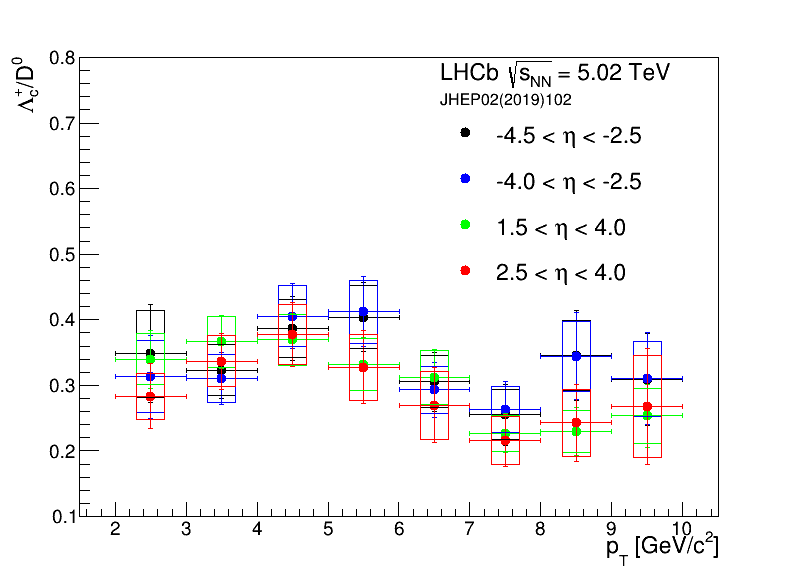 0.8
0.7
0.6
0.5
0.4
0.3
0.2
0.1
Λc+/D0
LHCb √sNN = 5.02 TeV
JHEP02(2019)102
-4.5 < η < -2.5
-4.0 < η < -2.5
1.5 < η < 4.0
2.5 < η < 4.0
2 3 4 5 6 7 8 9 10
pT [GeV/c2]